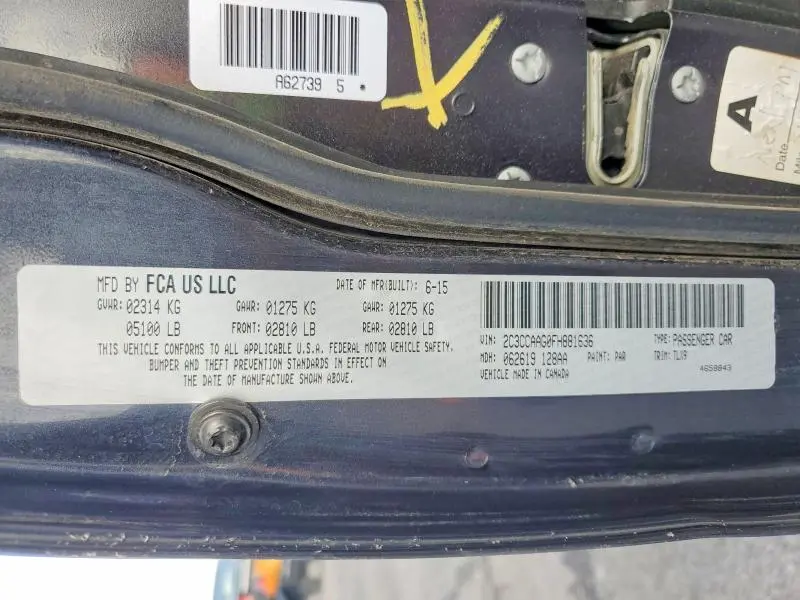 A62739 5 *
A
Date
MFD BY FCA US LLC DATE OF MFR(BUILT): 6-15
GVWR: 02314 KG GAWR: 01275 KG GAWR: 01275 KG
05100 LB FRONT: 02810 LB REAR: 02810 LB
THIS VEHICLE CONFORMS TO ALL APPLICABLE U.S.A. FEDERAL MOTOR VEHICLE SAFETY,
BUMPER AND THEFT PREVENTION STANDARDS IN EFFECT ON
THE DATE OF MANUFACTURE SHOWN ABOVE.
VIN: 2C3CCAAG0FH881636 TYPE: PASSENGER CAR
MDH: 062619 128AA PAINT: PAR TRIM: TLX9
VEHICLE MADE IN CANADA 4658843